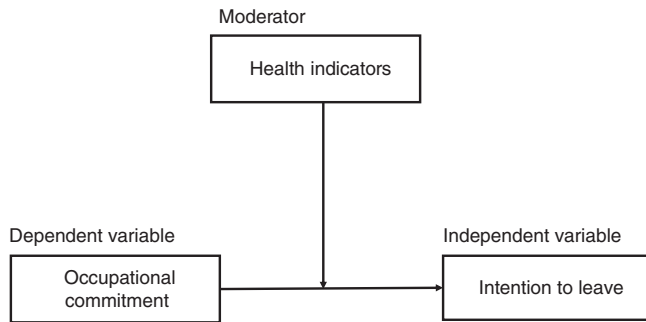 Moderator
Health indicators
Dependent variable
Occupational
commitment
Independent variable
Intention to leave